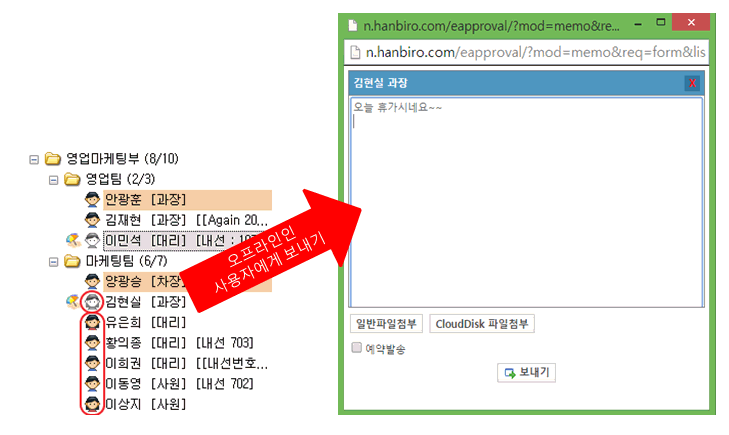 영업마케팅부 (8/10)
영업팀 (2/3)
안광훈 [과장]
김재현 [과장] [[Again 20...
이민석 [대리] [내선 :
마케팅팀 (6/7)
양광승 [차장]
김현실 [과장]
유은희 [대리]
황의종 [대리] [내선 703]
이희권 [대리] [[내선번호...
이동영 [사원] [내선 702]
이상지 [사원]
오프라인인
사용자에게 보내기
n.hanbiro.com/eapproval/?mod=memo&re...
n.hanbiro.com/eapproval/?mod=memo&req=form&lis
김현실 과장
X
오늘 휴가시네요~~
일반파일첨부
CloudDisk 파일첨부
예약발송
보내기